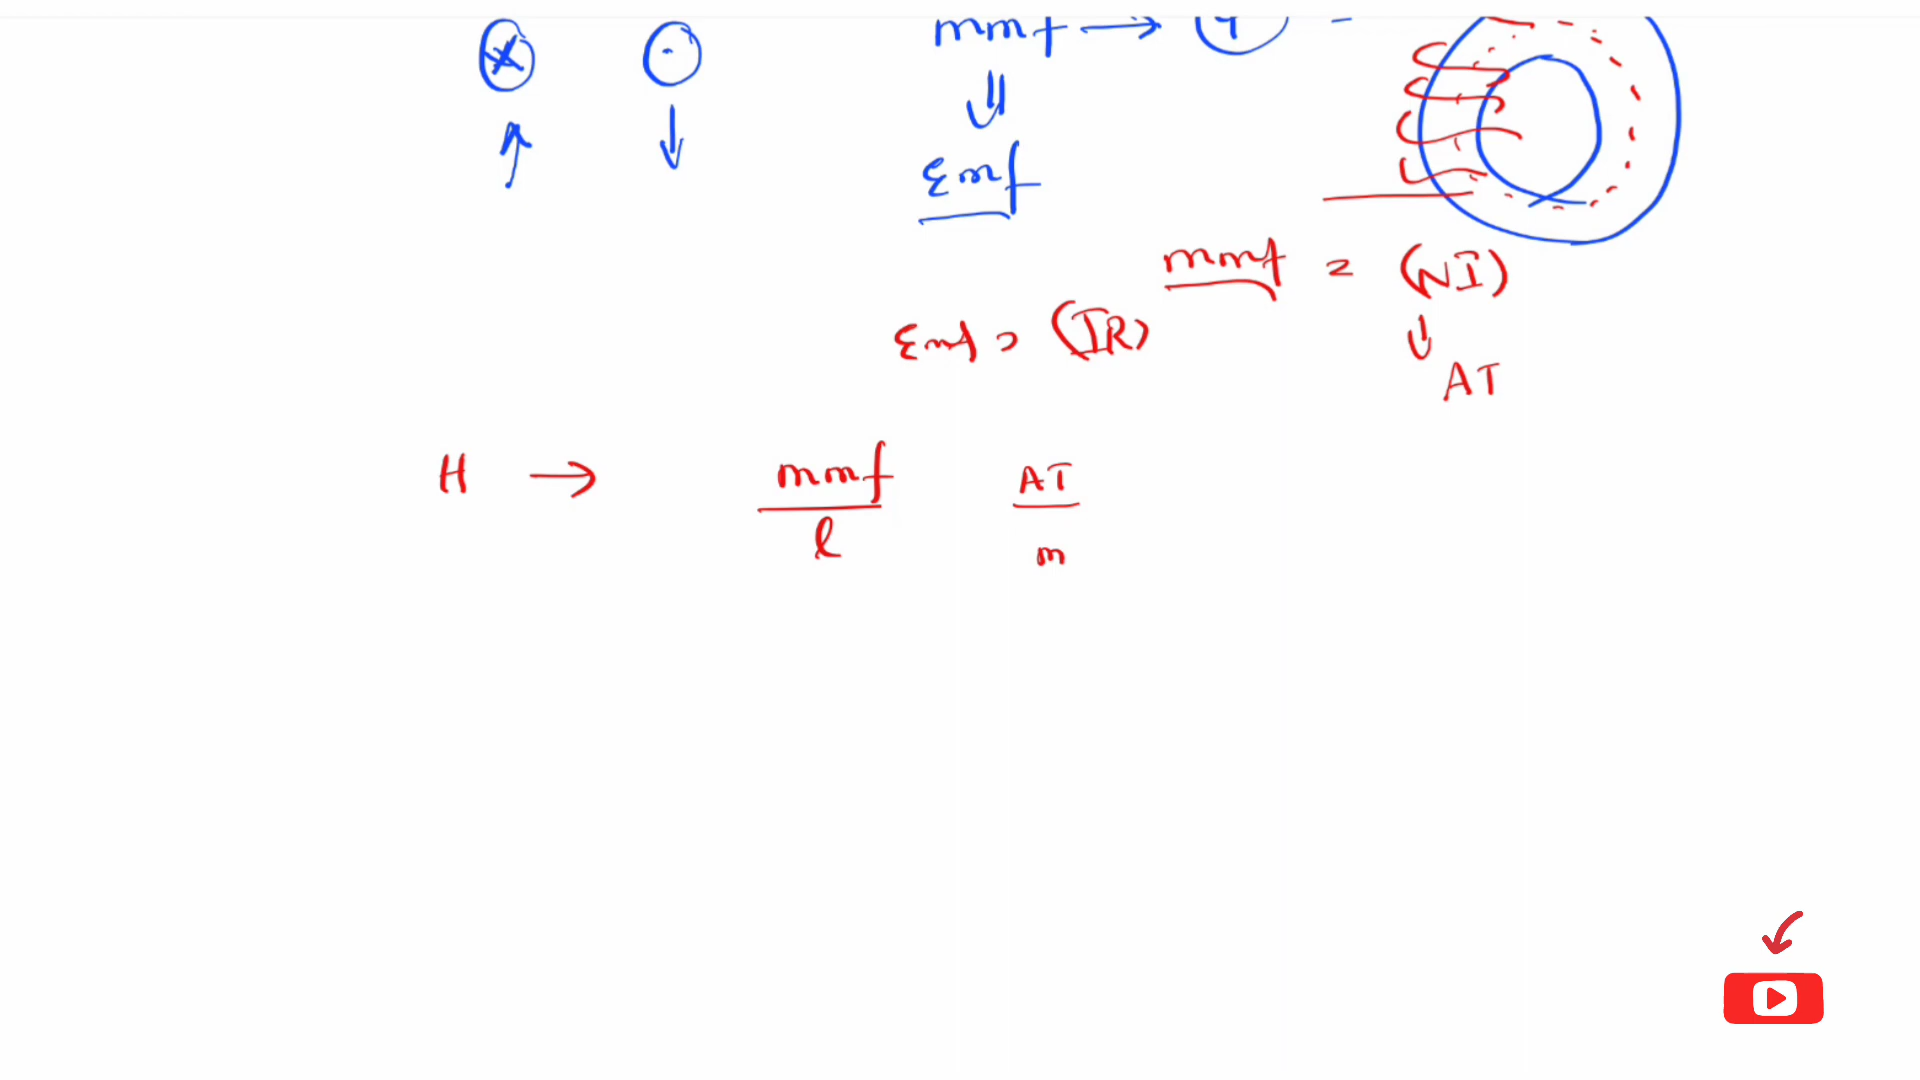 mmf →
Emf
mmf = (NI)
Emf = (IR)
AT
H → mmf / l AT / m